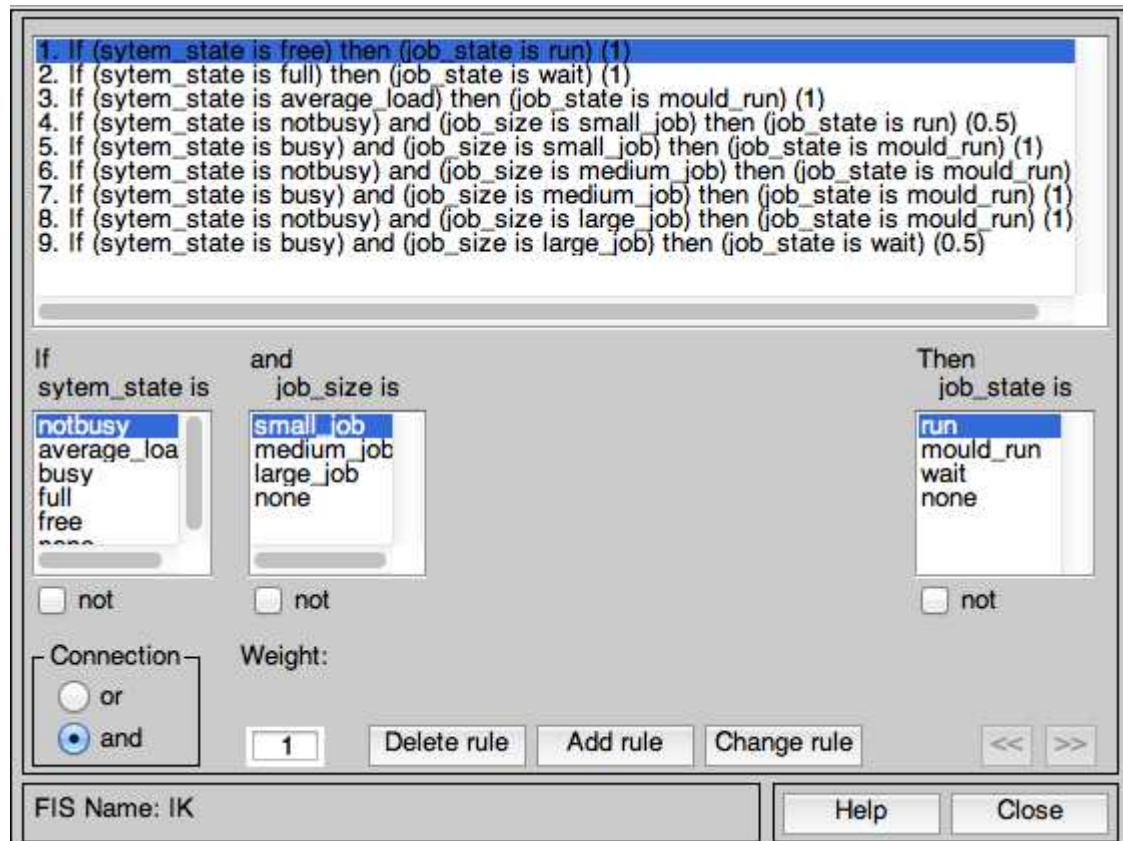 1. If (sytem_state is free) then (job_state is run) (1)
2. If (sytem_state is full) then (job_state is wait) (1)
3. If (sytem_state is average_load) then (job_state is mould_run) (1)
4. If (sytem_state is notbusy) and (job_size is small_job) then (job_state is run) (0.5)
5. If (sytem_state is busy) and (job_size is small_job) then (job_state is mould_run) (1)
6. If (sytem_state is notbusy) and (job_size is medium_job) then (job_state is mould_run)
7. If (sytem_state is busy) and (job_size is medium_job) then (job_state is mould_run) (1)
8. If (sytem_state is notbusy) and (job_size is large_job) then (job_state is mould_run) (1)
9. If (sytem_state is busy) and (job_size is large_job) then (job_state is wait) (0.5)
If
sytem_state is
notbusy
average_loa
busy
full
free
none
not
and
job_size is
small_job
medium_job
large_job
none
not
Then
job_state is
run
mould_run
wait
none
not
Connection
or
and
Weight:
1
Delete rule
Add rule
Change rule
<<
>>
FIS Name: IK
Help
Close